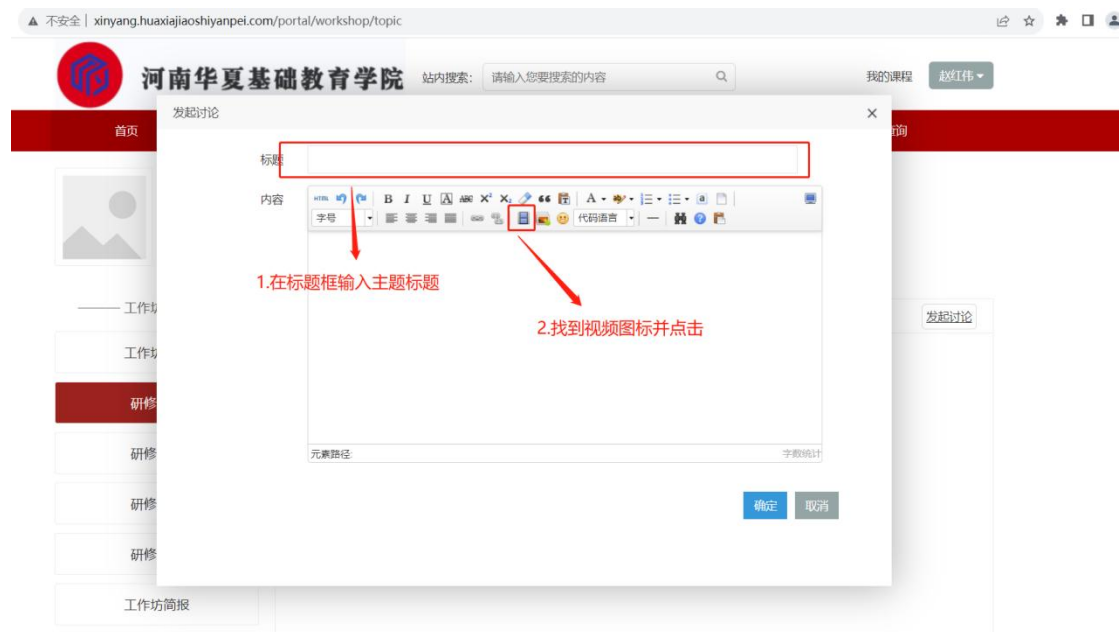 不安全 | xinyang.huaxiajiaoshiyanpei.com/portal/workshop/topic
河南华夏基础教育学院 站内搜索: 请输入您要搜索的内容 我的课程 赵红伟
发起讨论 ×
首页 询
标题
内容 HTML B I U A ABC X² X₂ A a
字号 代码语言
1.在标题框输入主题标题
2.找到视频图标并点击
工作坊
发起讨论
工作坊
研修
元素路径: 字数统计
研修
研修
确定 取消
研修
工作坊简报